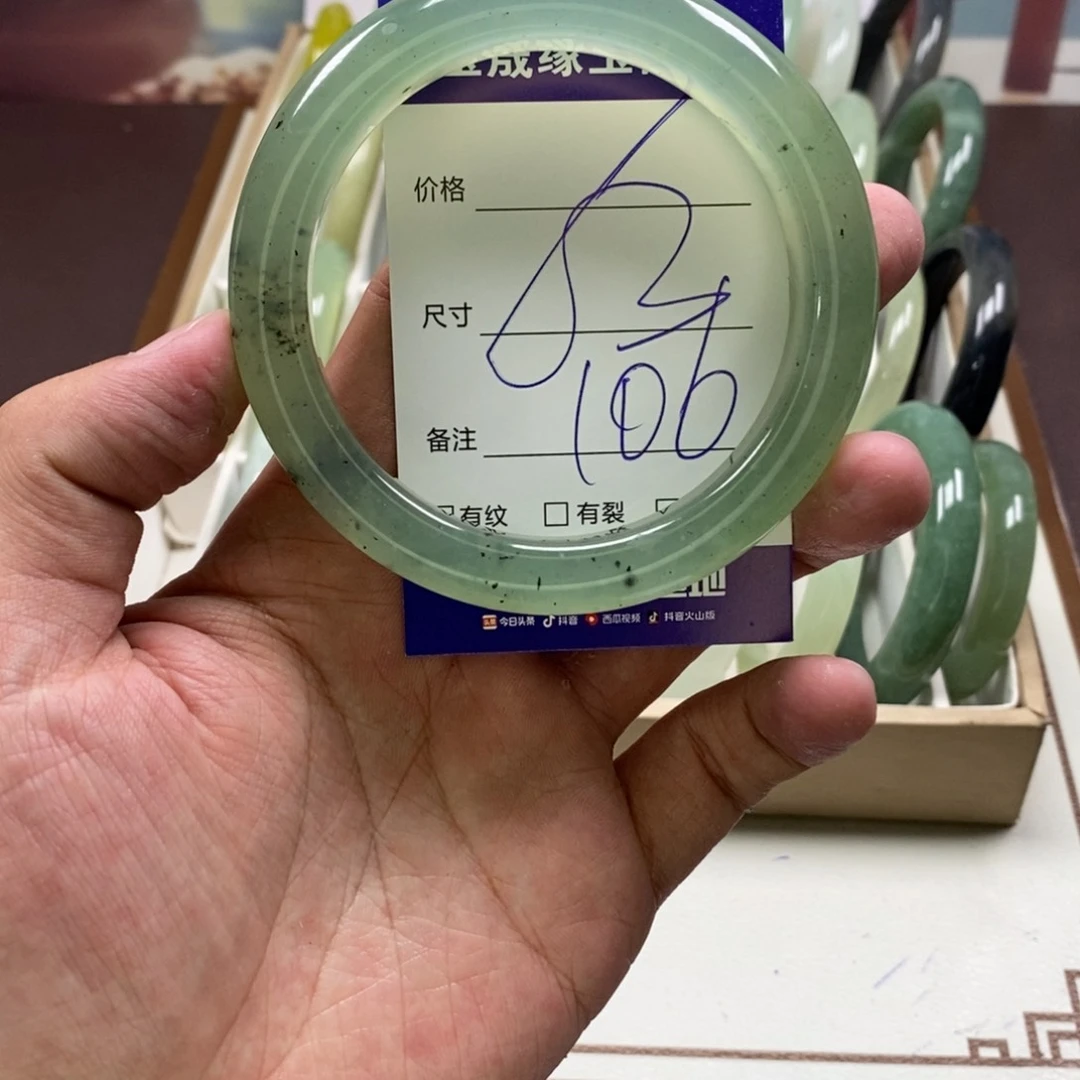 成缘玉
价格
尺寸
106
备注
有纹 有裂
今日头条 抖音 西瓜视频 抖音火山版